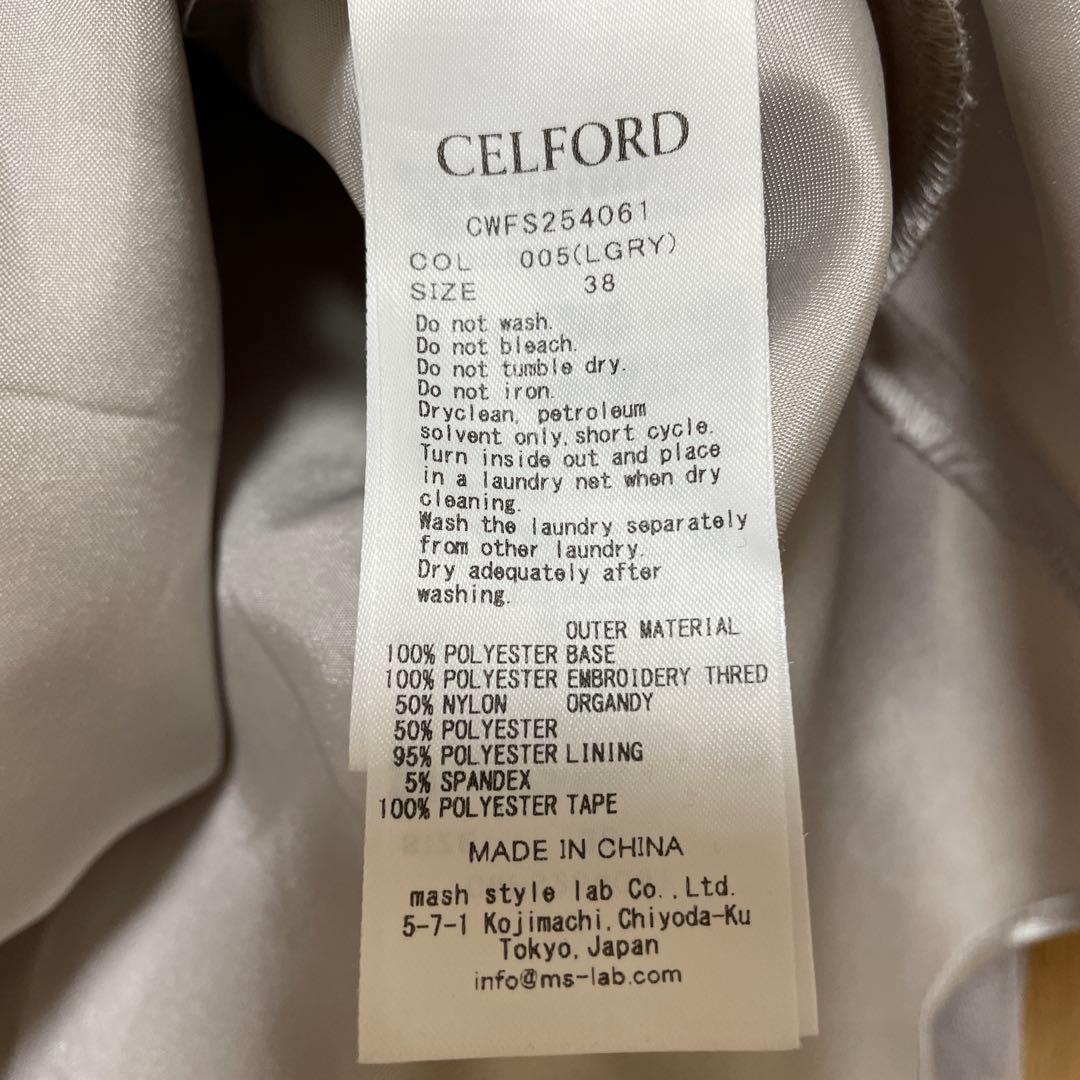 CELFORD
CWFS254061
COL 005(LGRY)
SIZE 38
Do not wash.
Do not bleach.
Do not tumble dry.
Do not iron.
Dryclean, petroleum
solvent only,short cycle.
Turn inside out and place
in a laundry net when dry
cleaning.
Wash the laundry separately
from other laundry.
Dry adequately after
washing.
OUTER MATERIAL
100% POLYESTER BASE
100% POLYESTER EMBROIDERY THRED
50% NYLON ORGANDY
50% POLYESTER
95% POLYESTER LINING
5% SPANDEX
100% POLYESTER TAPE
MADE IN CHINA
mash style lab Co.,Ltd.
5-7-1 Kojimachi,Chiyoda-Ku
Tokyo,Japan
info@ms-lab.com